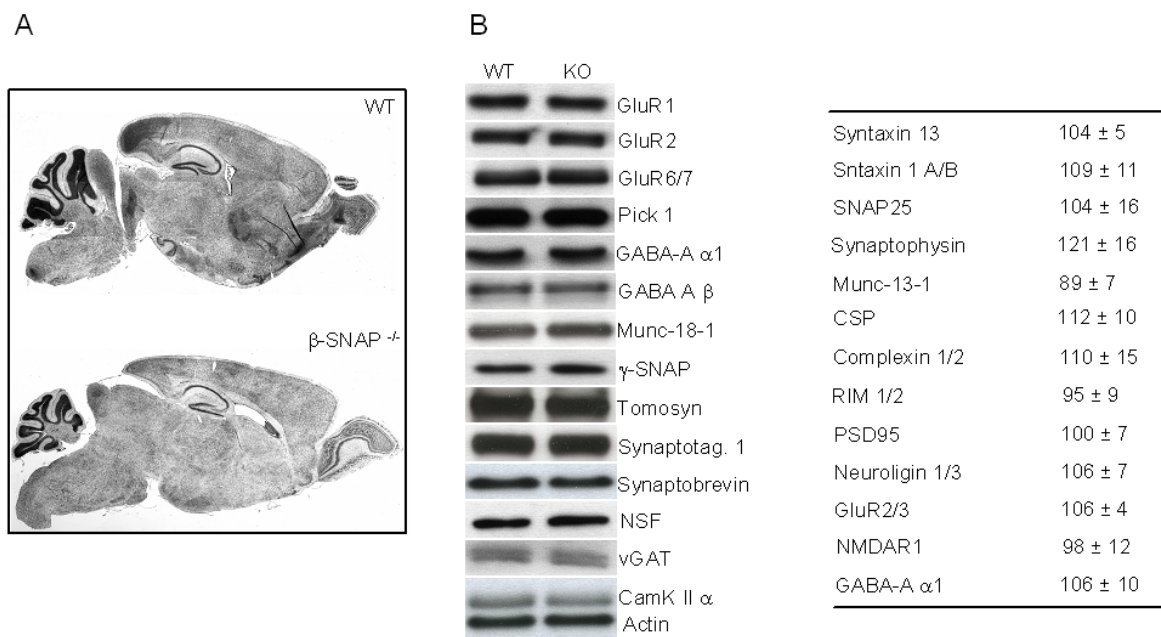 A
B
WT
β-SNAP -/-
WT KO
GluR1
GluR2
GluR6/7
Pick 1
GABA-A α1
GABA A β
Munc-18-1
γ-SNAP
Tomosyn
Synaptotag. 1
Synaptobrevin
NSF
vGAT
CamK II α
Actin
Syntaxin 13 104 ± 5
Sntaxin 1 A/B 109 ± 11
SNAP25 104 ± 16
Synaptophysin 121 ± 16
Munc-13-1 89 ± 7
CSP 112 ± 10
Complexin 1/2 110 ± 15
RIM 1/2 95 ± 9
PSD95 100 ± 7
Neuroligin 1/3 106 ± 7
GluR2/3 106 ± 4
NMDAR1 98 ± 12
GABA-A α1 106 ± 10